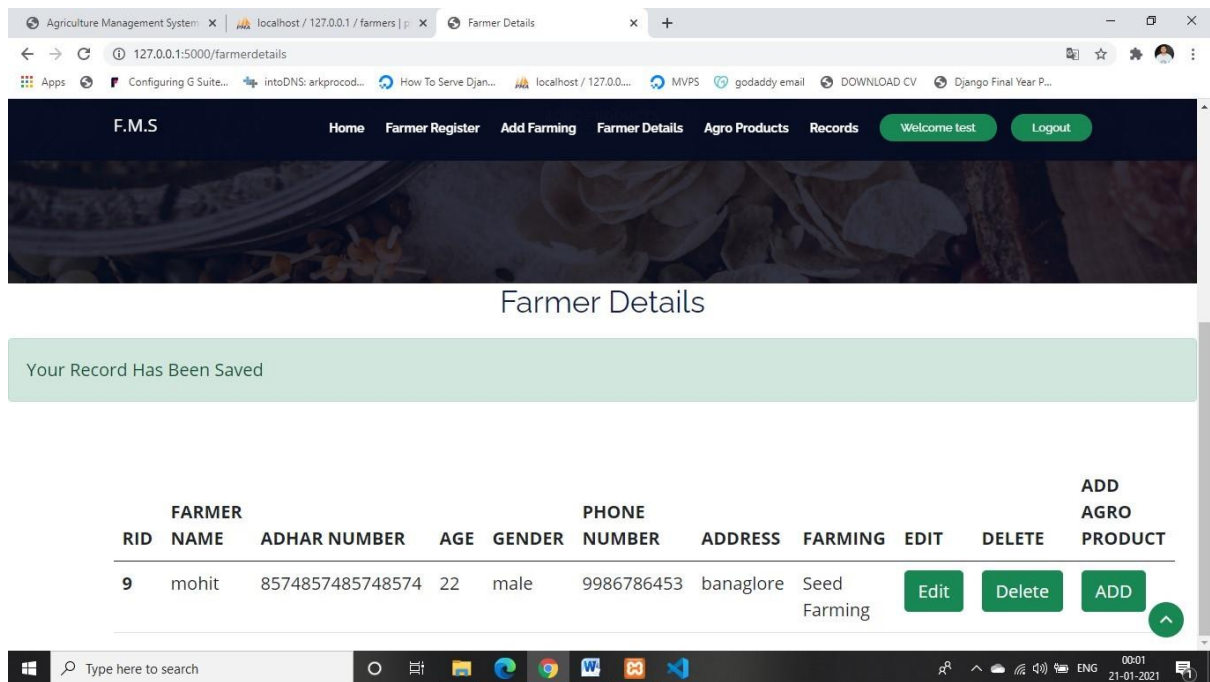 Agriculture Management System
localhost / 127.0.0.1 / farmers | p
Farmer Details
127.0.0.1:5000/farmerdetails
Apps
Configuring G Suite...
intoDNS: arkprocod...
How To Serve Djan...
localhost / 127.0.0....
MVPS
godaddy email
DOWNLOAD CV
Django Final Year P...
F.M.S
Home Farmer Register Add Farming Farmer Details Agro Products Records Welcome test Logout
Farmer Details
Your Record Has Been Saved
RID FARMER NAME ADHAR NUMBER AGE GENDER PHONE NUMBER ADDRESS FARMING EDIT DELETE ADD AGRO PRODUCT
9 mohit 8574857485748574 22 male 9986786453 banaglore Seed Farming Edit Delete ADD
Type here to search
ENG
00:01
21-01-2021
1